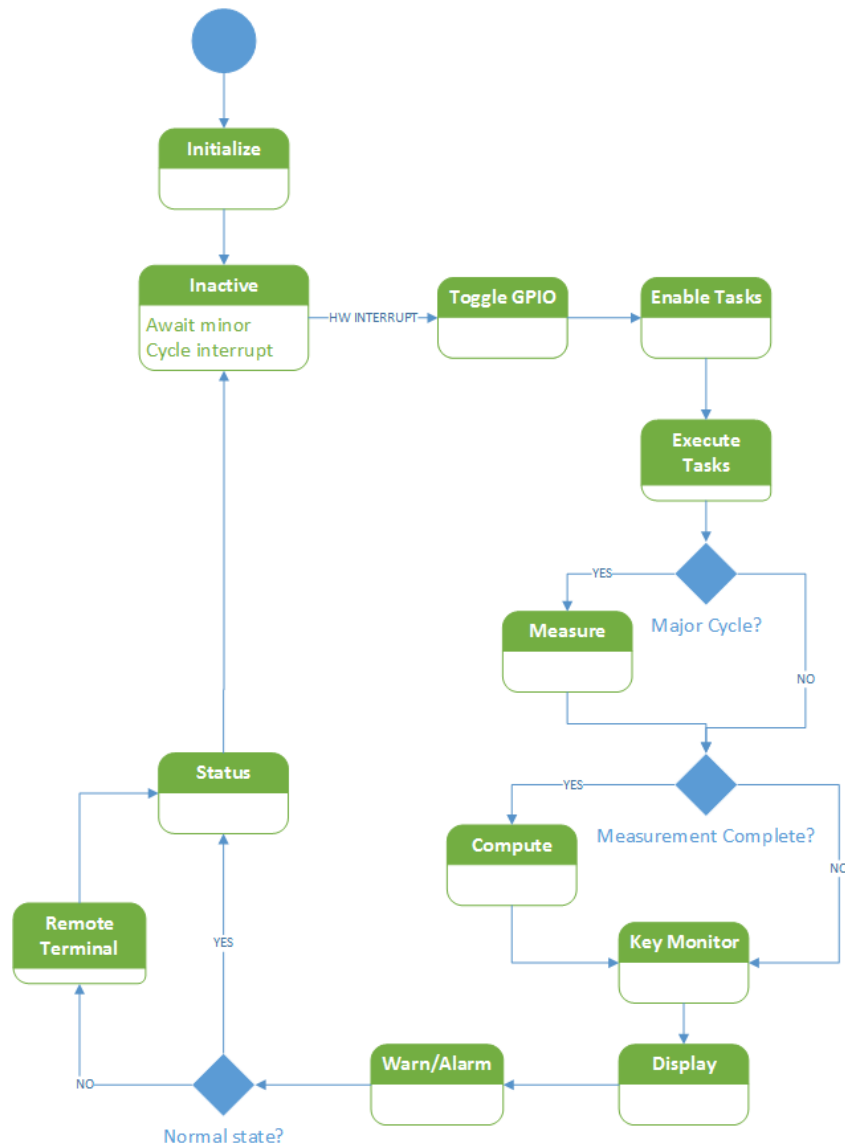 Initialize
Inactive
Await minor
Cycle interrupt
HW INTERRUPT
Toggle GPIO
Enable Tasks
Execute
Tasks
YES
Major Cycle?
NO
Measure
YES
Measurement Complete?
NO
Compute
Key Monitor
Display
Warn/Alarm
Normal state?
YES
NO
Remote
Terminal
Status